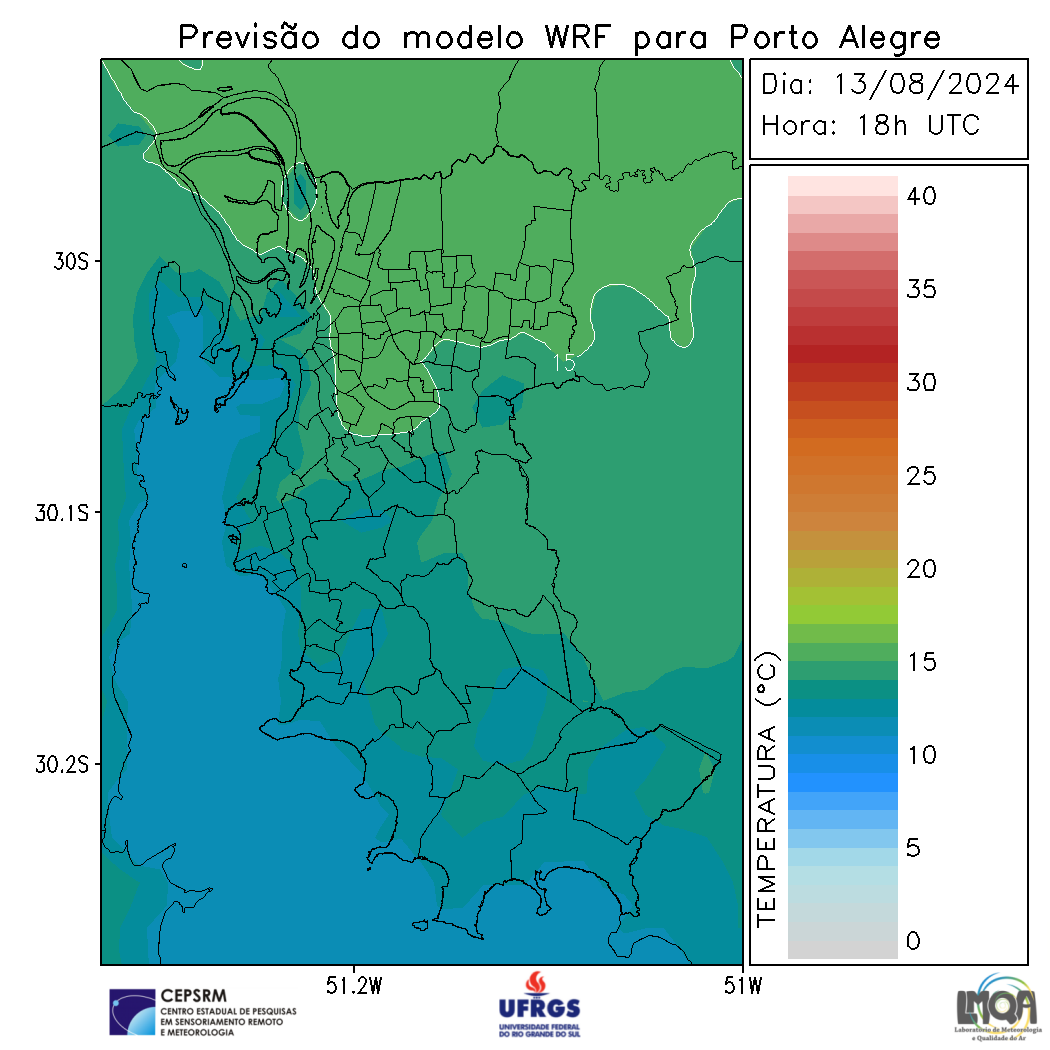 Previsão do modelo WRF para Porto Alegre
Dia: 13/08/2024
Hora: 18h UTC
40
35
30
25
20
15
10
5
0
TEMPERATURA (°C)
30S
30.1S
30.2S
15
51.2W
51W
CEPSRM
CENTRO ESTADUAL DE PESQUISAS
EM SENSORIAMENTO REMOTO
E METEOROLOGIA
UFRGS
UNIVERSIDADE FEDERAL
DO RIO GRANDE DO SUL
LMQA
Laboratório de Meteorologia
e Qualidade do Ar